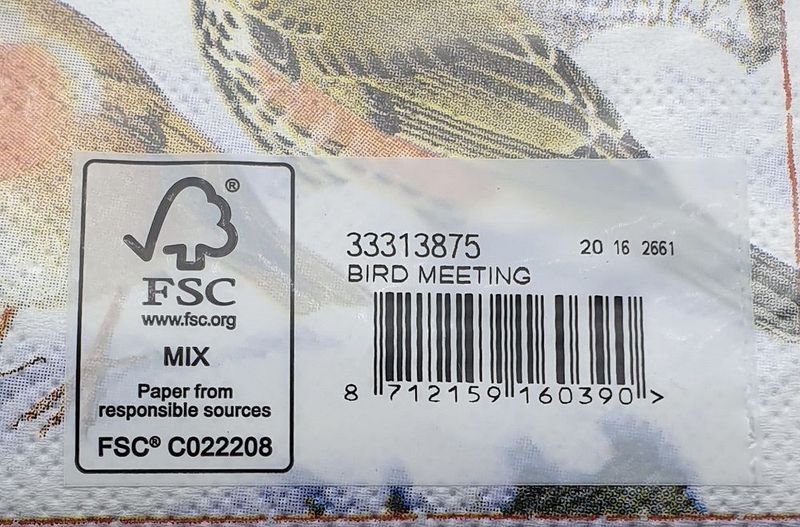 ®
FSC
www.fsc.org
MIX
Paper from
responsible sources
FSC® C022208
33313875
20 16 2661
BIRD MEETING
8 712159 160390 >